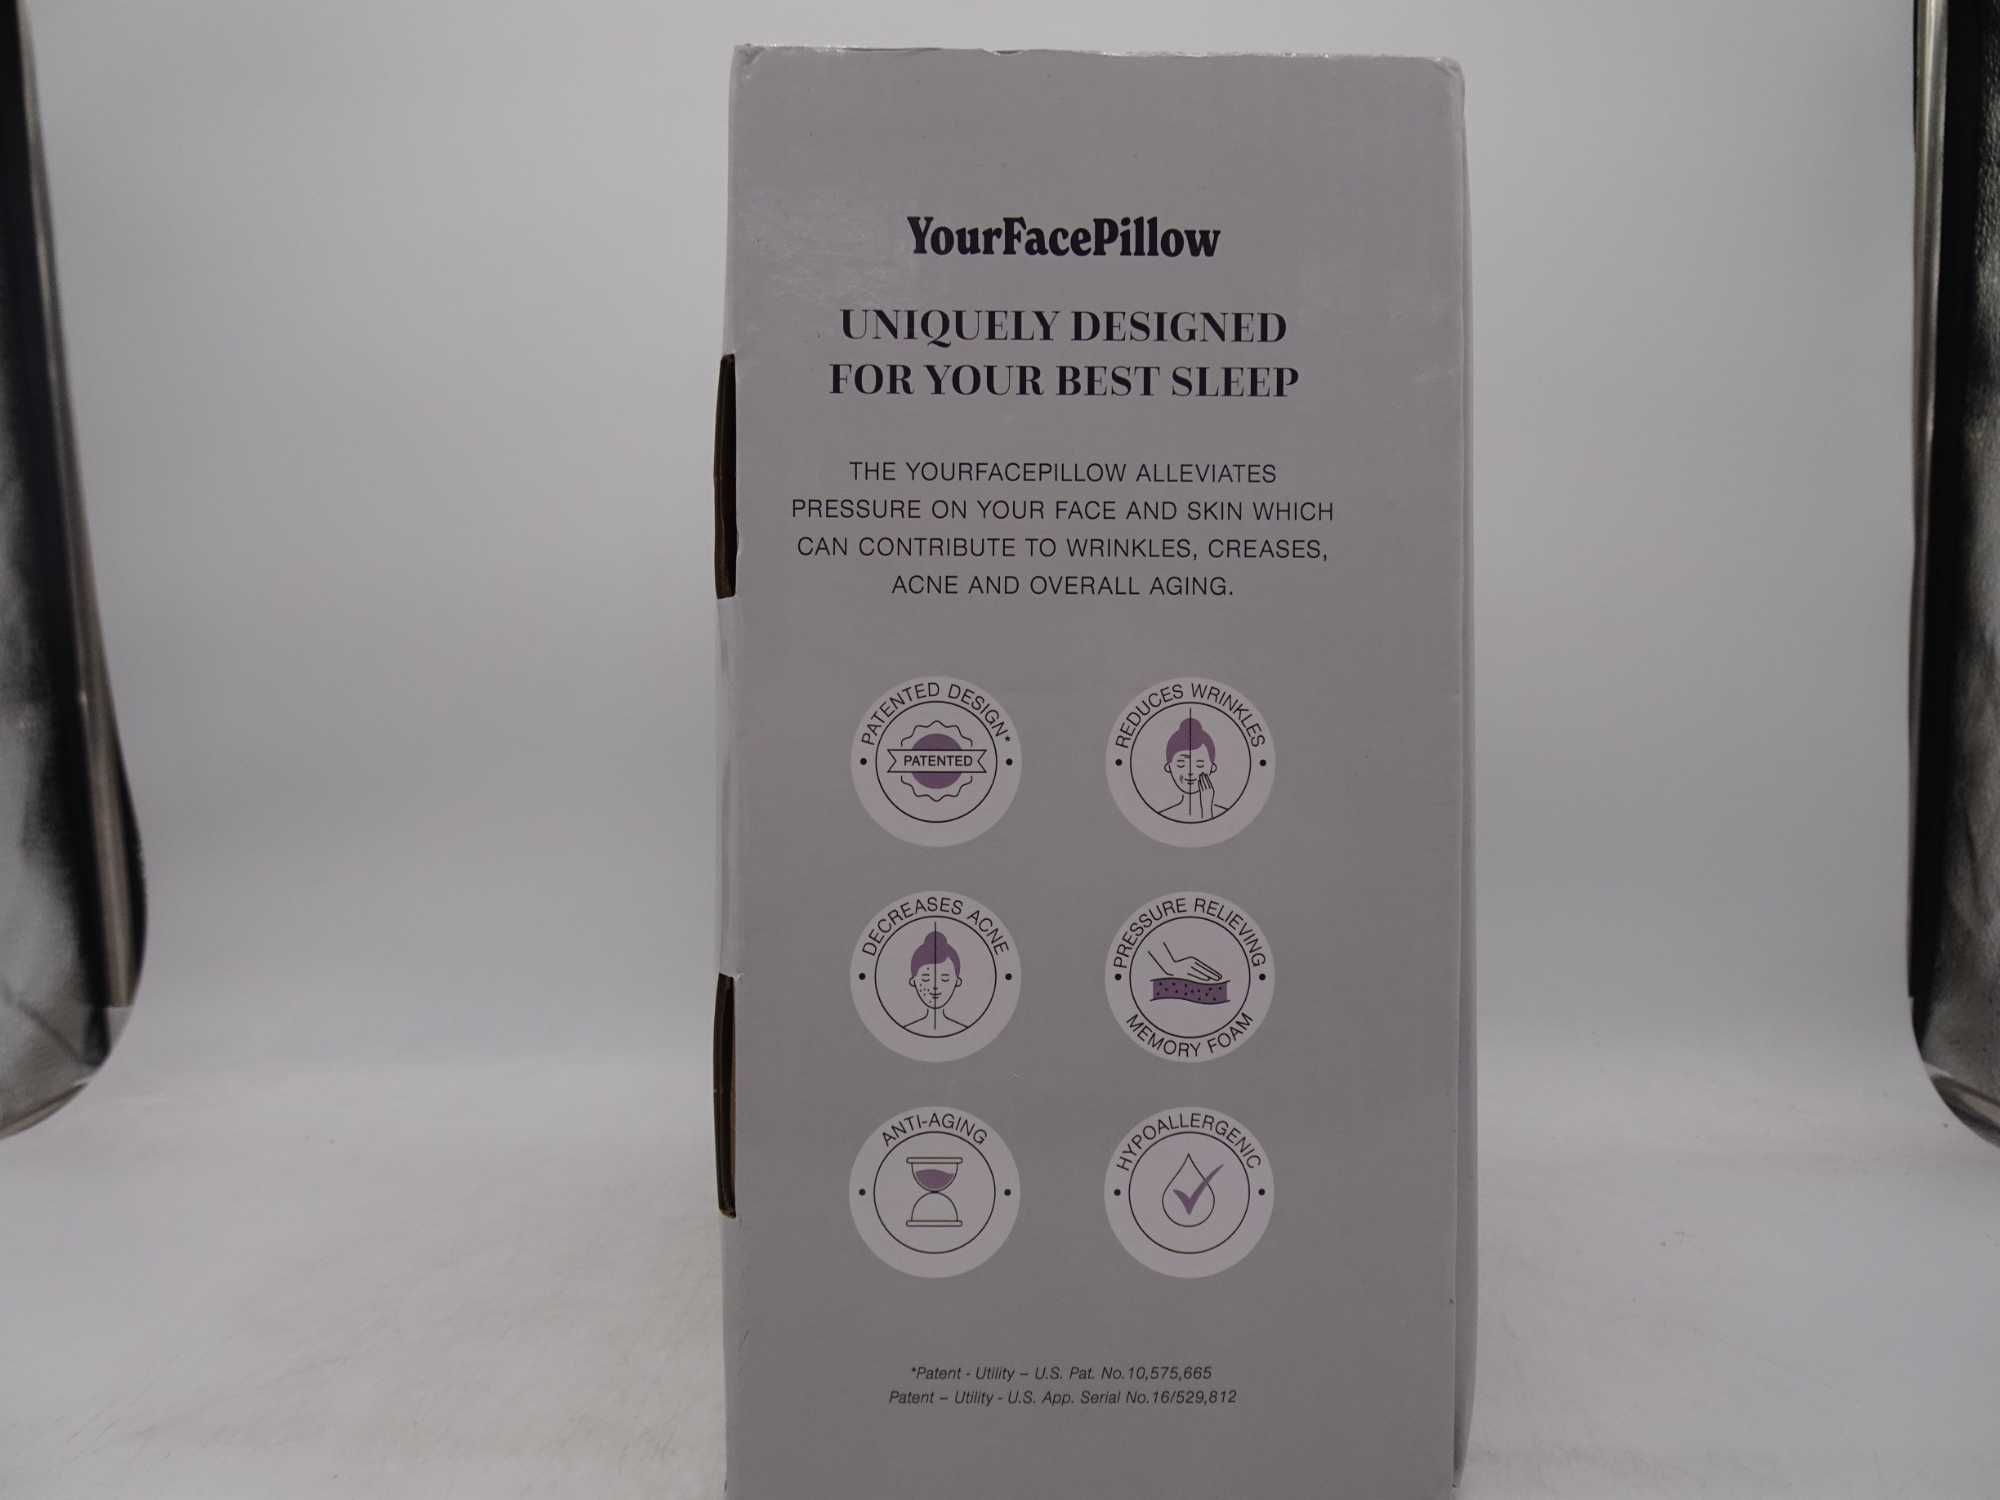 YourFacePillow
UNIQUELY DESIGNED
FOR YOUR BEST SLEEP
THE YOURFACEPILLOW ALLEVIATES
PRESSURE ON YOUR FACE AND SKIN WHICH
CAN CONTRIBUTE TO WRINKLES, CREASES,
ACNE AND OVERALL AGING.
PATENTED DESIGN*
PATENTED
REDUCES WRINKLES
DECREASES ACNE
PRESSURE RELIEVING
MEMORY FOAM
ANTI-AGING
HYPOALLERGENIC
*Patent - Utility – U.S. Pat. No.10,575,665
Patent – Utility - U.S. App. Serial No.16/529,812